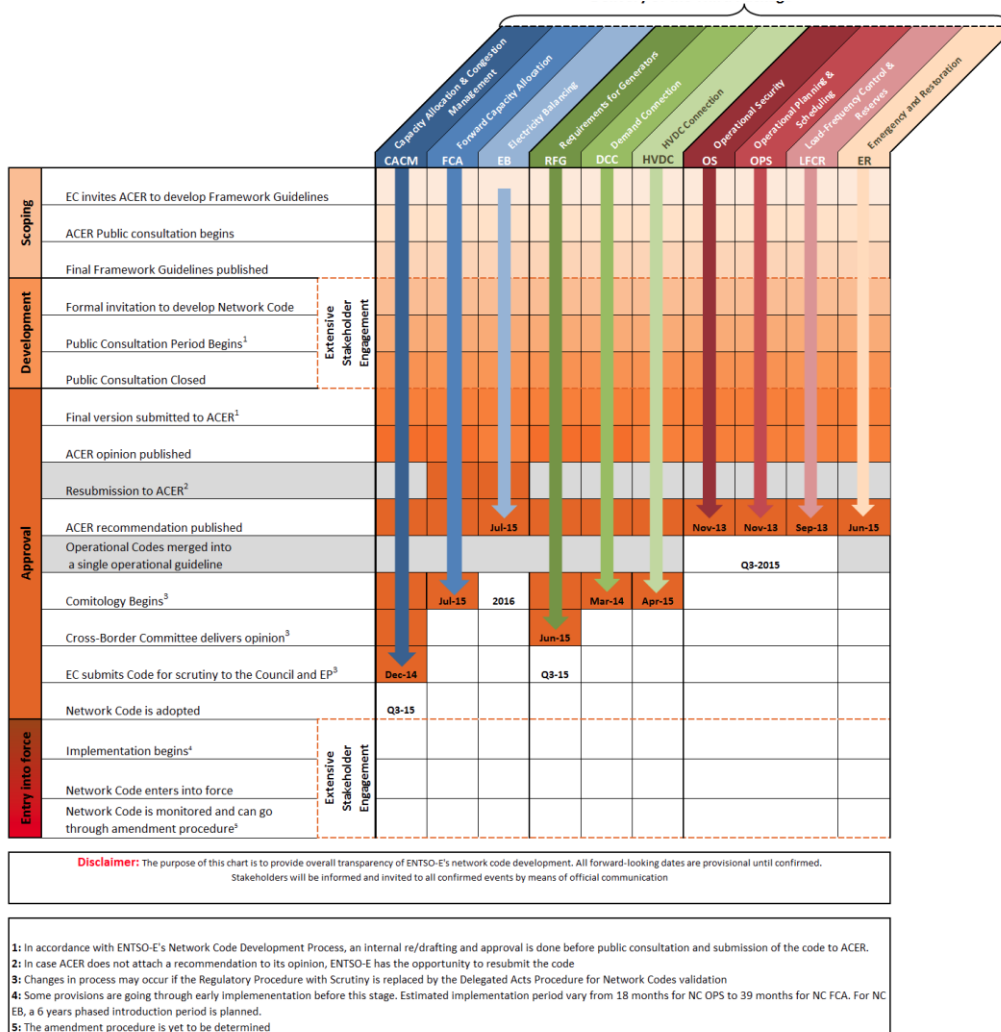 Capacity Allocation & Congestion
Management
Forward Capacity Allocation
Electricity Balancing
Requirements for Generators
Demand Connection
HVDC Connection
Operational Security
Operational Planning &
Scheduling
Load-Frequency Control &
Reserves
Emergency and Restoration
CACM FCA EB RFG DCC HVDC OS OPS LFCR ER
Scoping
EC invites ACER to develop Framework Guidelines
ACER Public consultation begins
Final Framework Guidelines published
Development
Formal invitation to develop Network Code
Public Consultation Period Begins1
Public Consultation Closed
Extensive
Stakeholder
Engagement
Approval
Final version submitted to ACER1
ACER opinion published
Resubmission to ACER2
ACER recommendation published
Jul-15 Nov-13 Nov-13 Sep-13 Jun-15
Operational Codes merged into
a single operational guideline
Q3-2015
Comitology Begins3
Jul-15 2016 Mar-14 Apr-15
Cross-Border Committee delivers opinion3
Jun-15
EC submits Code for scrutiny to the Council and EP3
Dec-14 Q3-15
Network Code is adopted
Q3-15
Entry into force
Implementation begins4
Network Code enters into force
Network Code is monitored and can go
through amendment procedure5
Extensive
Stakeholder
Engagement
Disclaimer: The purpose of this chart is to provide overall transparency of ENTSO-E's network code development. All forward-looking dates are provisional until confirmed.
Stakeholders will be informed and invited to all confirmed events by means of official communication
1: In accordance with ENTSO-E's Network Code Development Process, an internal re/drafting and approval is done before public consultation and submission of the code to ACER.
2: In case ACER does not attach a recommendation to its opinion, ENTSO-E has the opportunity to resubmit the code
3: Changes in process may occur if the Regulatory Procedure with Scrutiny is replaced by the Delegated Acts Procedure for Network Codes validation
4: Some provisions are going through early implemenentation before this stage. Estimated implementation period vary from 18 months for NC OPS to 39 months for NC FCA. For NC
EB, a 6 years phased introduction period is planned.
5: The amendment procedure is yet to be determined